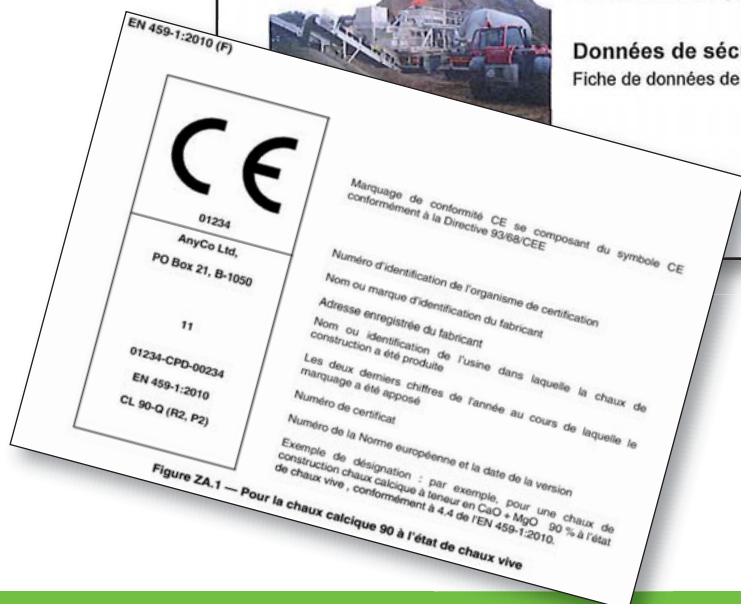 Données de séc
Fiche de données de
EN 459-1:2010 (F)
CE
01234
AnyCo Ltd,
PO Box 21, B-1050
11
01234-CPD-00234
EN 459-1:2010
CL 90-Q (R2, P2)
Marquage de conformité CE se composant du symbole CE
conformément à la Directive 93/68/CEE
Numéro d'identification de l'organisme de certification
Nom ou marque d'identification du fabricant
Adresse enregistrée du fabricant
Nom ou identification de l'usine dans laquelle la chaux de
construction a été produite
Les deux derniers chiffres de l'année au cours de laquelle le
marquage a été apposé
Numéro de certificat
Numéro de la Norme européenne et la date de la version
Exemple de désignation : par exemple, pour une chaux de
construction chaux calcique à teneur en CaO + MgO 90 % à l'état
de chaux vive , conformément à 4.4 de l'EN 459-1:2010.
Figure ZA.1 — Pour la chaux calcique 90 à l'état de chaux vive